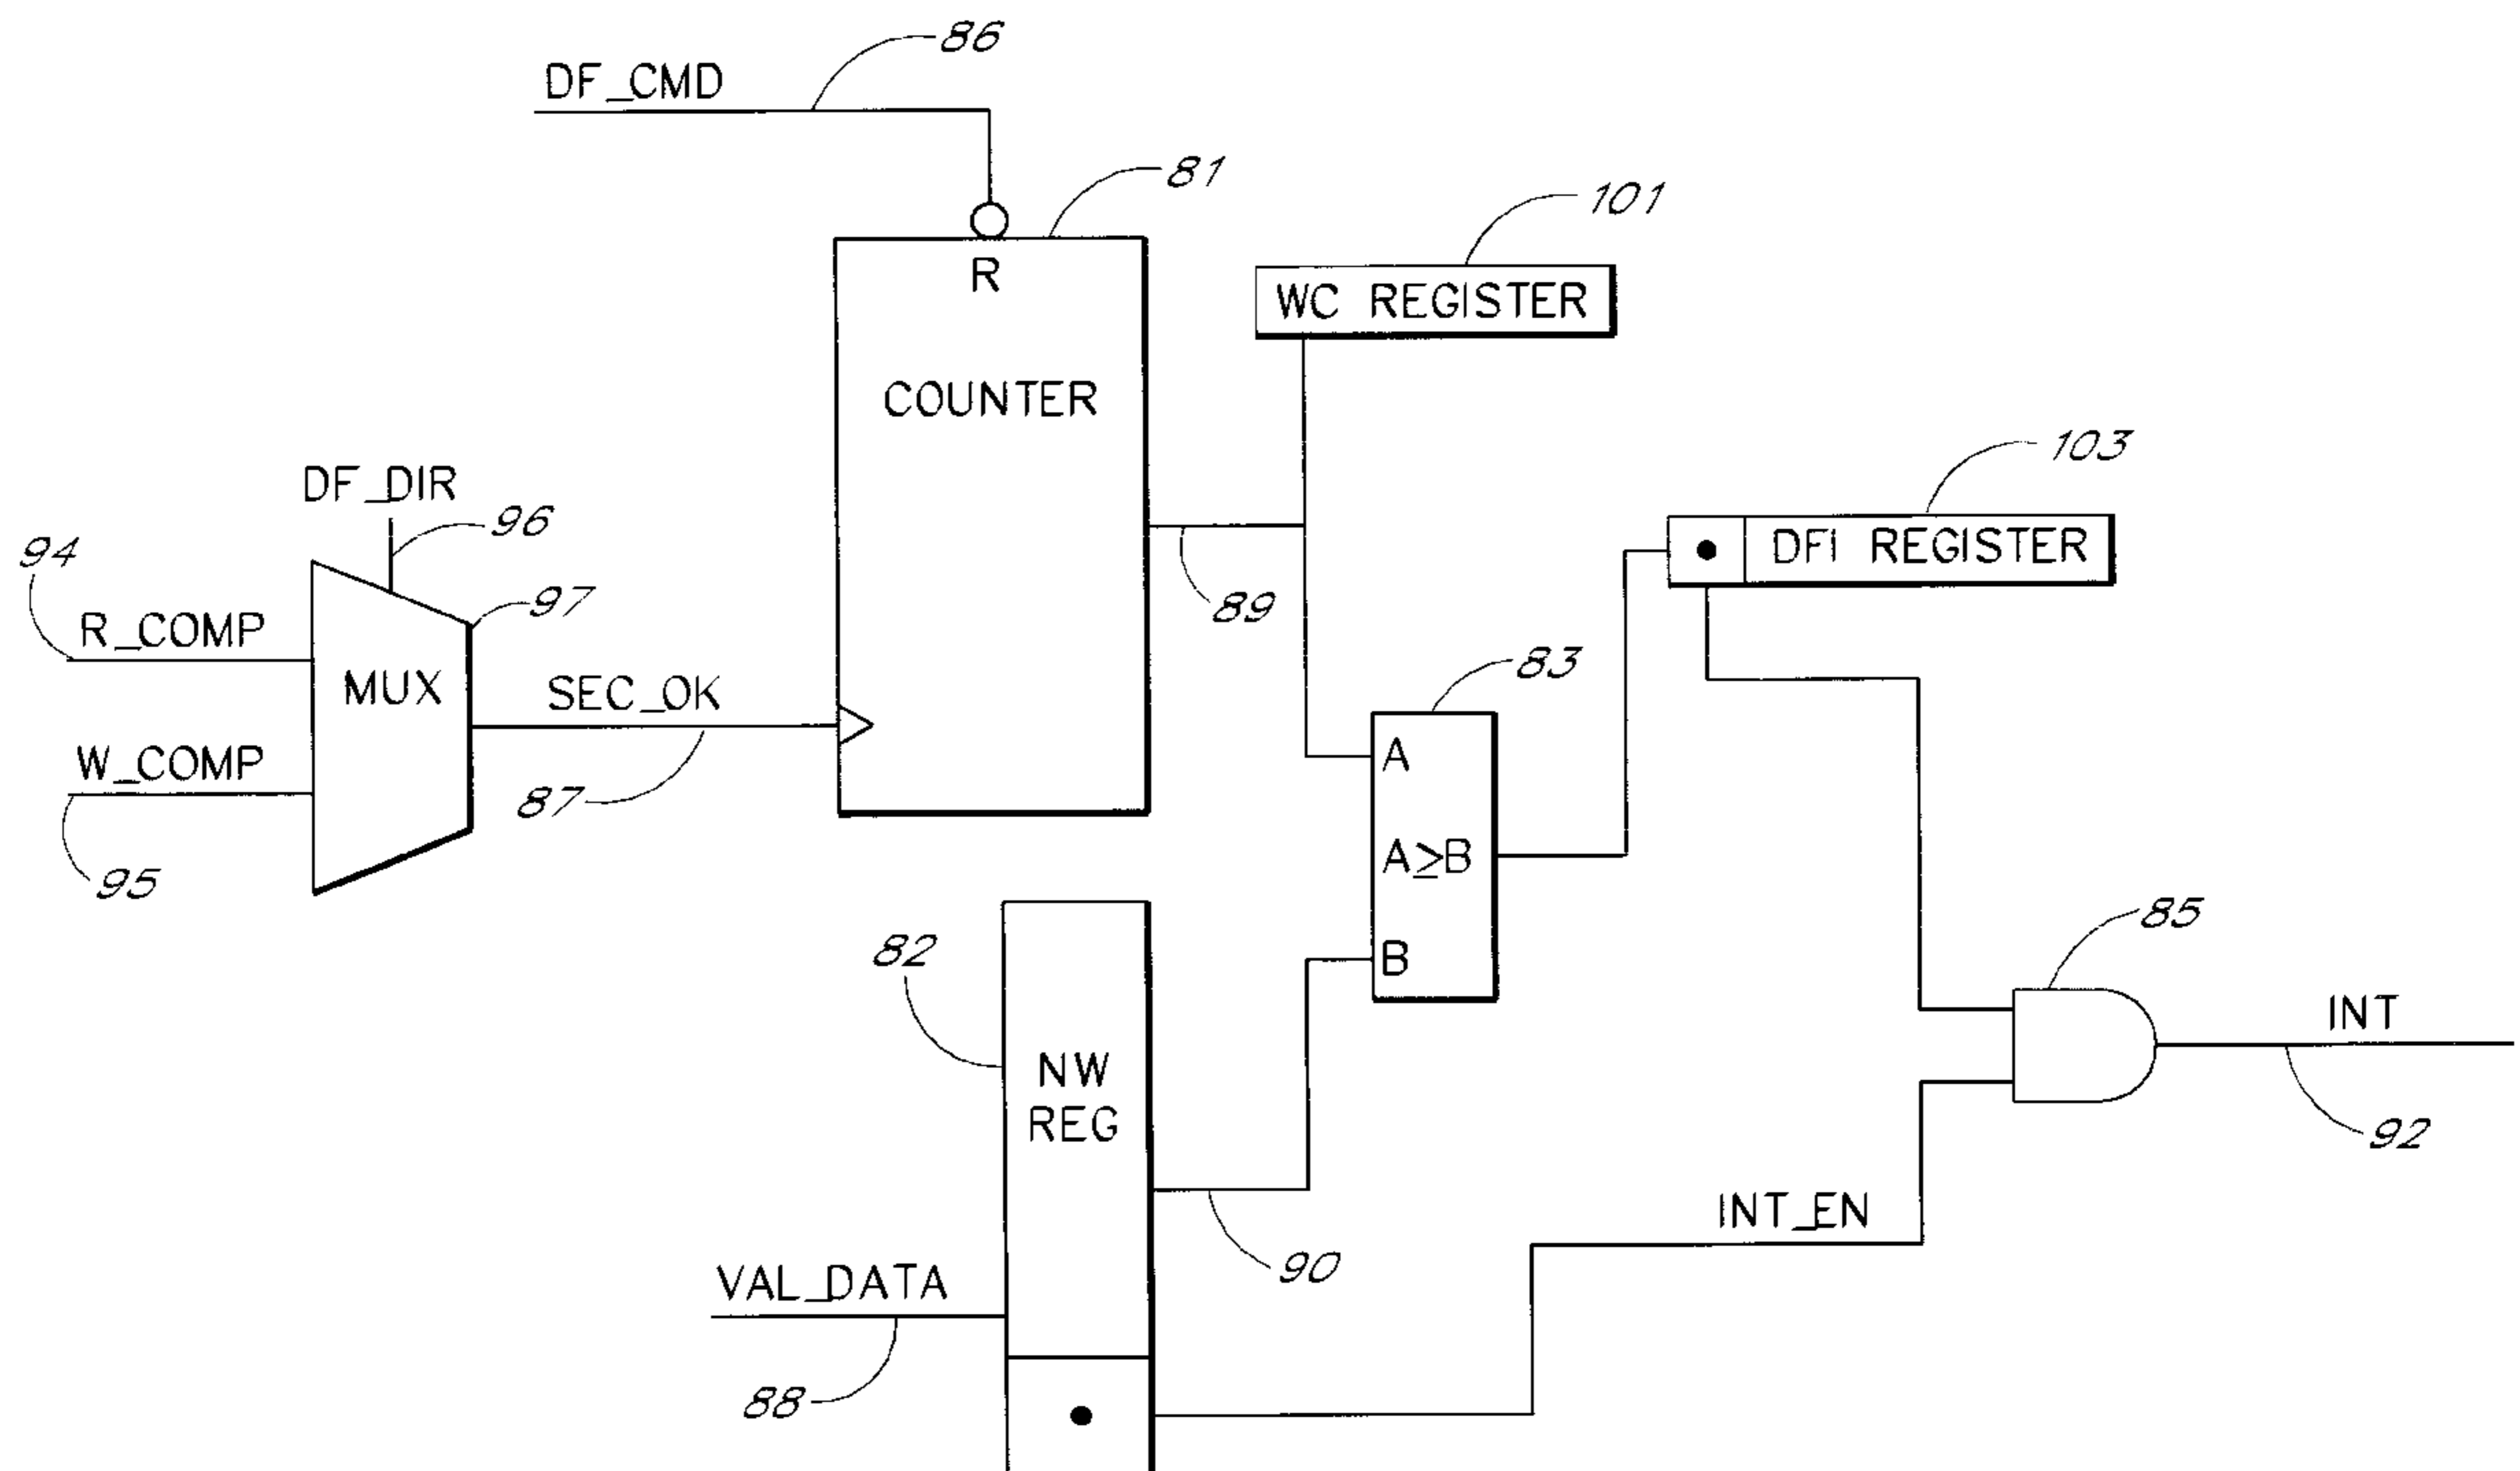 86
DF_CMD
81
101
R
WC REGISTER
COUNTER
103
DF_DIR
96
94
DFI REGISTER
97
89
R_COMP
83
MUX
SEC_OK
A
W_COMP
87
A≥B
95
85
82
B
INT
NW
REG
92
INT_EN
90
VAL_DATA
88